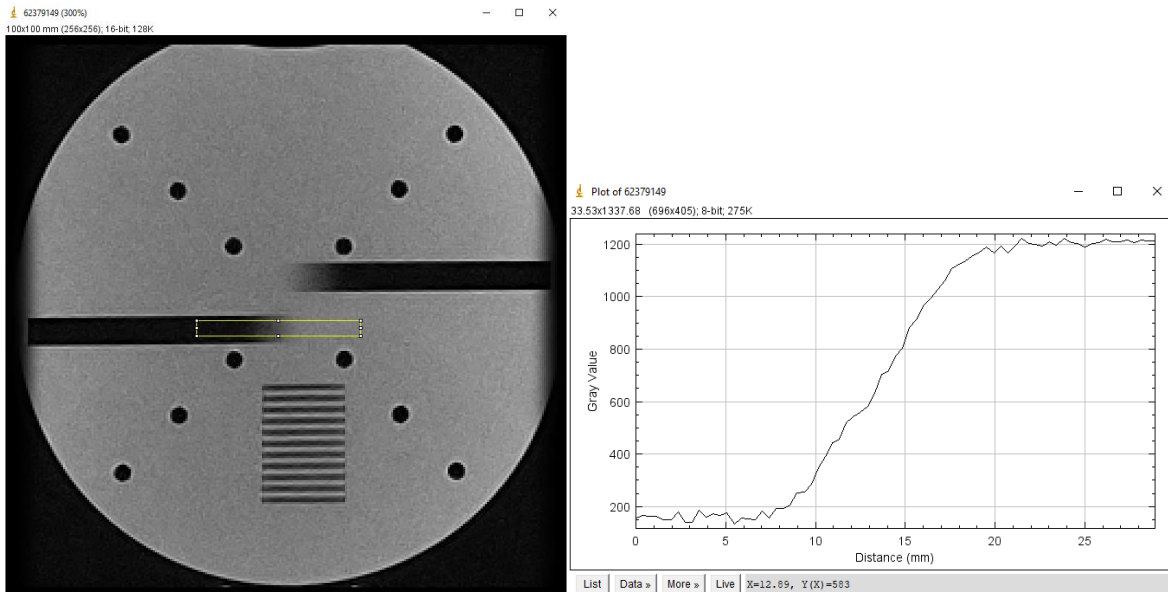 62379149 (300%)
100x100 mm (256x256); 16-bit; 128K
Plot of 62379149
33.53x1337.68 (696x405); 8-bit; 275K
1200
1000
800
600
400
200
Gray Value
0 5 10 15 20 25
Distance (mm)
List Data » More » Live X=12.89, Y(X)=583